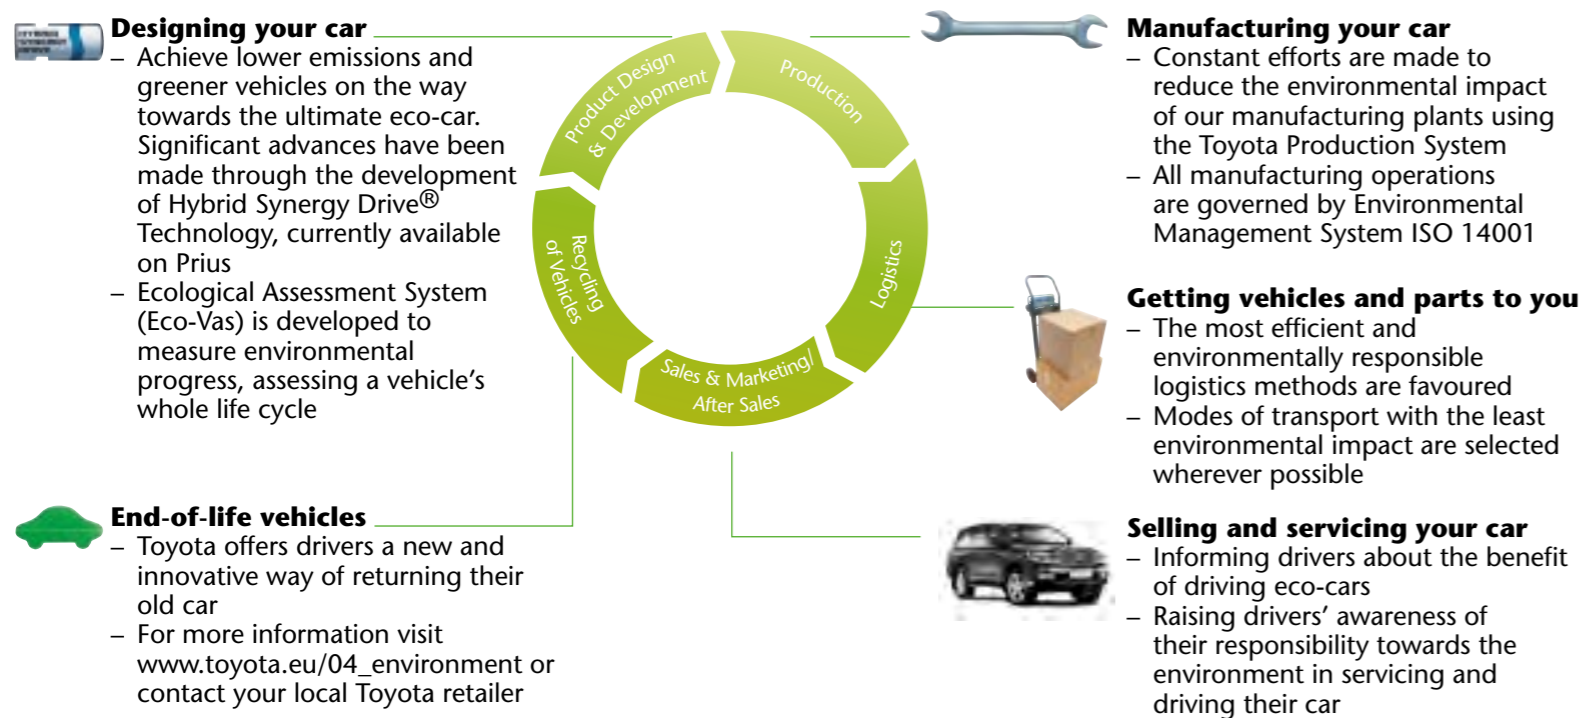 Designing your car
– Achieve lower emissions and
greener vehicles on the way
towards the ultimate eco-car.
Significant advances have been
made through the development
of Hybrid Synergy Drive®
Technology, currently available
on Prius
– Ecological Assessment System
(Eco-Vas) is developed to
measure environmental
progress, assessing a vehicle’s
whole life cycle
End-of-life vehicles
– Toyota offers drivers a new and
innovative way of returning their
old car
– For more information visit
www.toyota.eu/04_environment or
contact your local Toyota retailer
Product Design
& Development
Production
Logistics
Sales & Marketing/
After Sales
Recycling
of Vehicles
Manufacturing your car
– Constant efforts are made to
reduce the environmental impact
of our manufacturing plants using
the Toyota Production System
– All manufacturing operations
are governed by Environmental
Management System ISO 14001
Getting vehicles and parts to you
– The most efficient and
environmentally responsible
logistics methods are favoured
– Modes of transport with the least
environmental impact are selected
wherever possible
Selling and servicing your car
– Informing drivers about the benefit
of driving eco-cars
– Raising drivers’ awareness of
their responsibility towards the
environment in servicing and
driving their car
HYBRID
SYNERGY
DRIVE